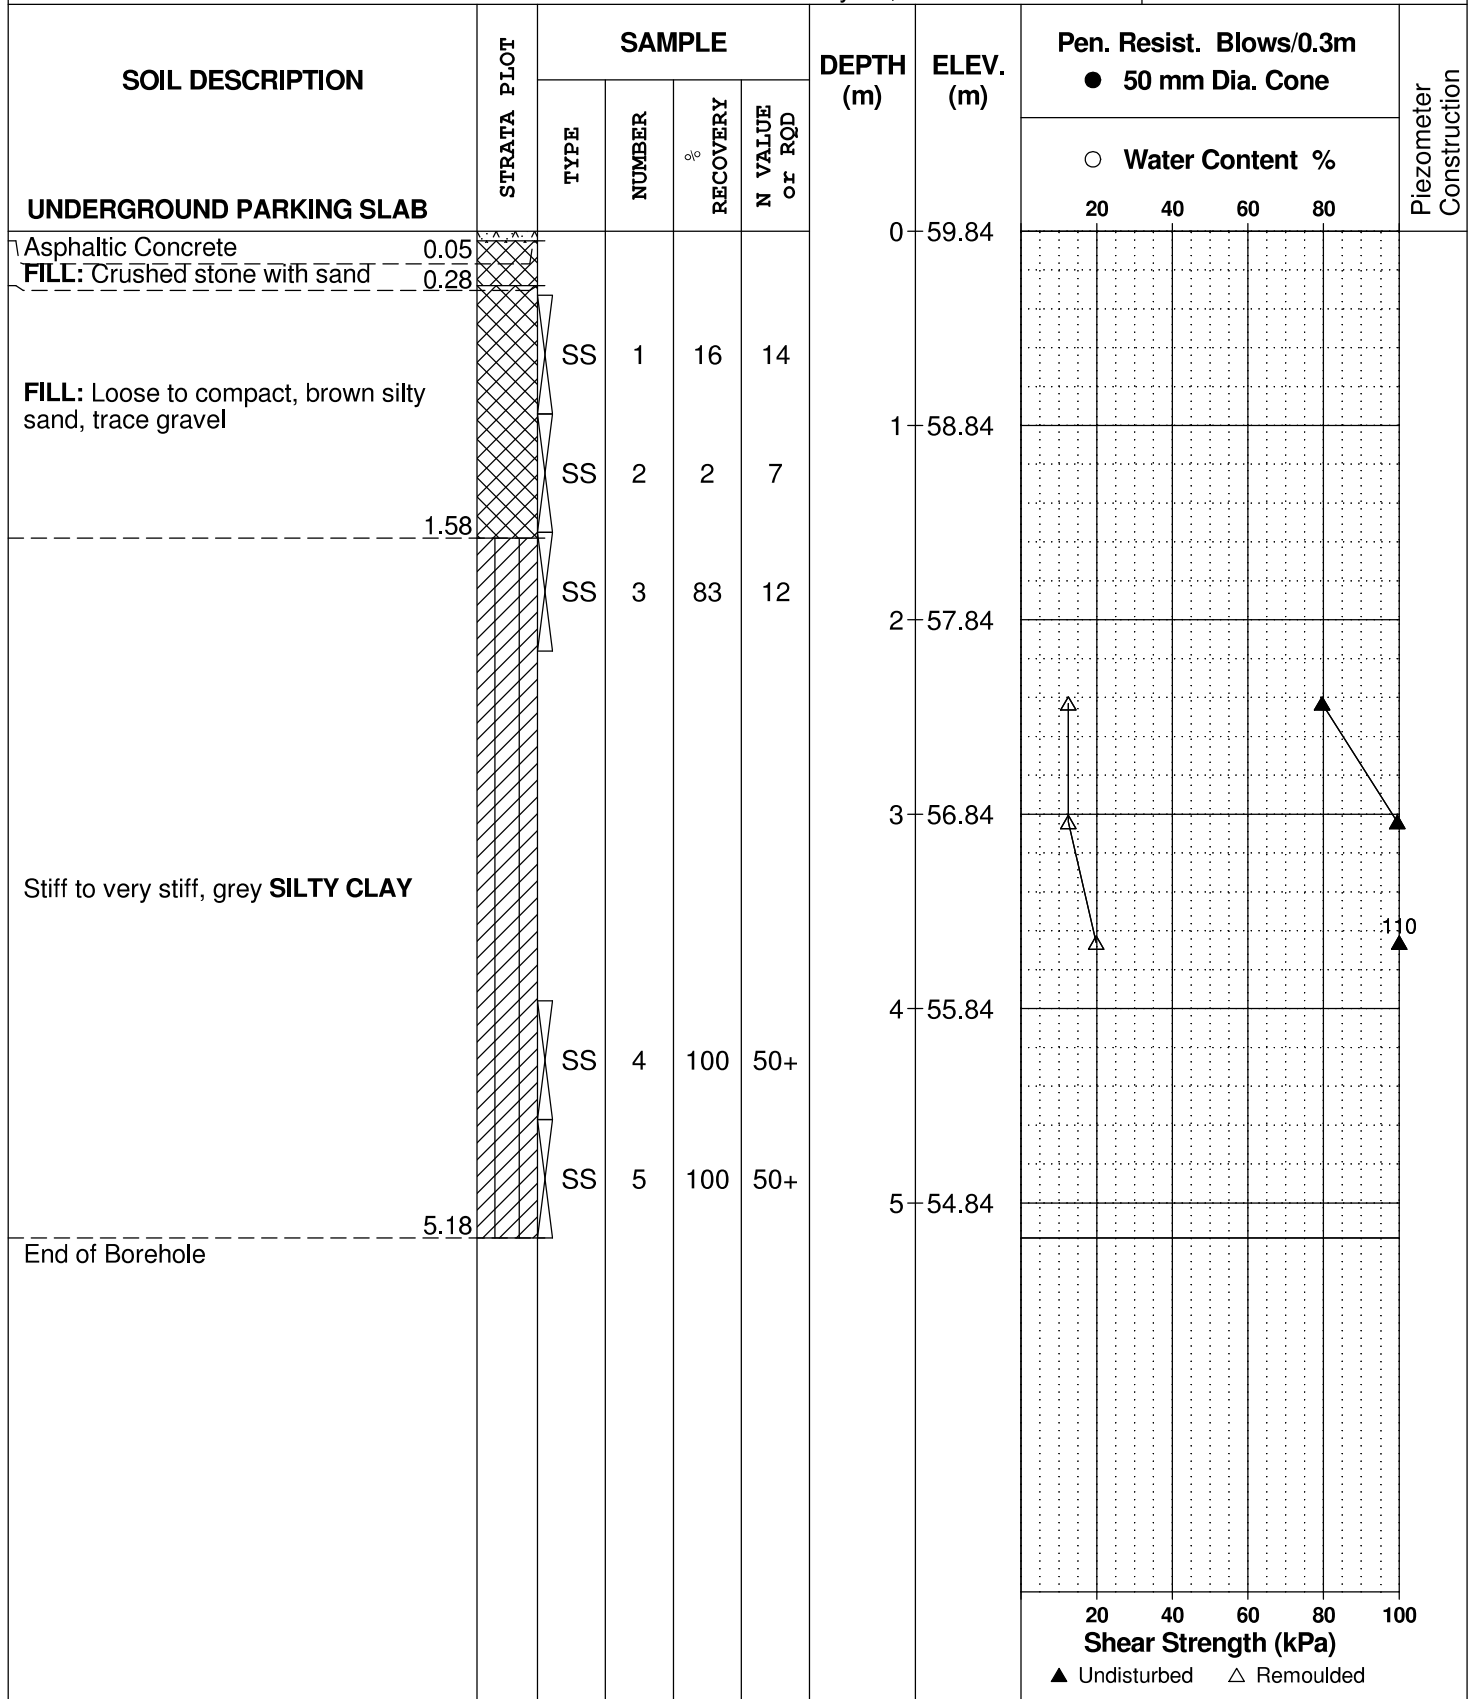 SOIL DESCRIPTION
UNDERGROUND PARKING SLAB
STRATA PLOT
SAMPLE
TYPE
NUMBER
%
RECOVERY
N VALUE
or RQD
DEPTH
(m)
ELEV.
(m)
Pen. Resist. Blows/0.3m
● 50 mm Dia. Cone
○ Water Content %
20 40 60 80
Piezometer
Construction
0 59.84
Asphaltic Concrete 0.05
FILL: Crushed stone with sand 0.28
SS 1 16 14
FILL: Loose to compact, brown silty
sand, trace gravel
1 58.84
SS 2 2 7
1.58
SS 3 83 12
2 57.84
3 56.84
Stiff to very stiff, grey SILTY CLAY
110
4 55.84
SS 4 100 50+
SS 5 100 50+
5 54.84
5.18
End of Borehole
20 40 60 80 100
Shear Strength (kPa)
▲ Undisturbed △ Remoulded